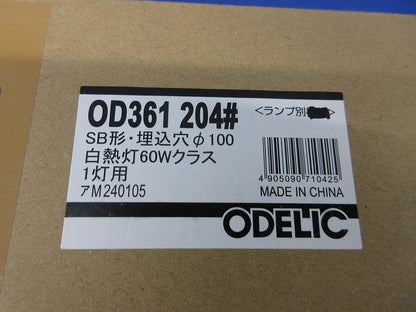 OD361 204#
<ランプ別
SB形・埋込穴φ100
白熱灯60Wクラス
1灯用
アM240105
4905090710425
MADE IN CHINA
ODELIC